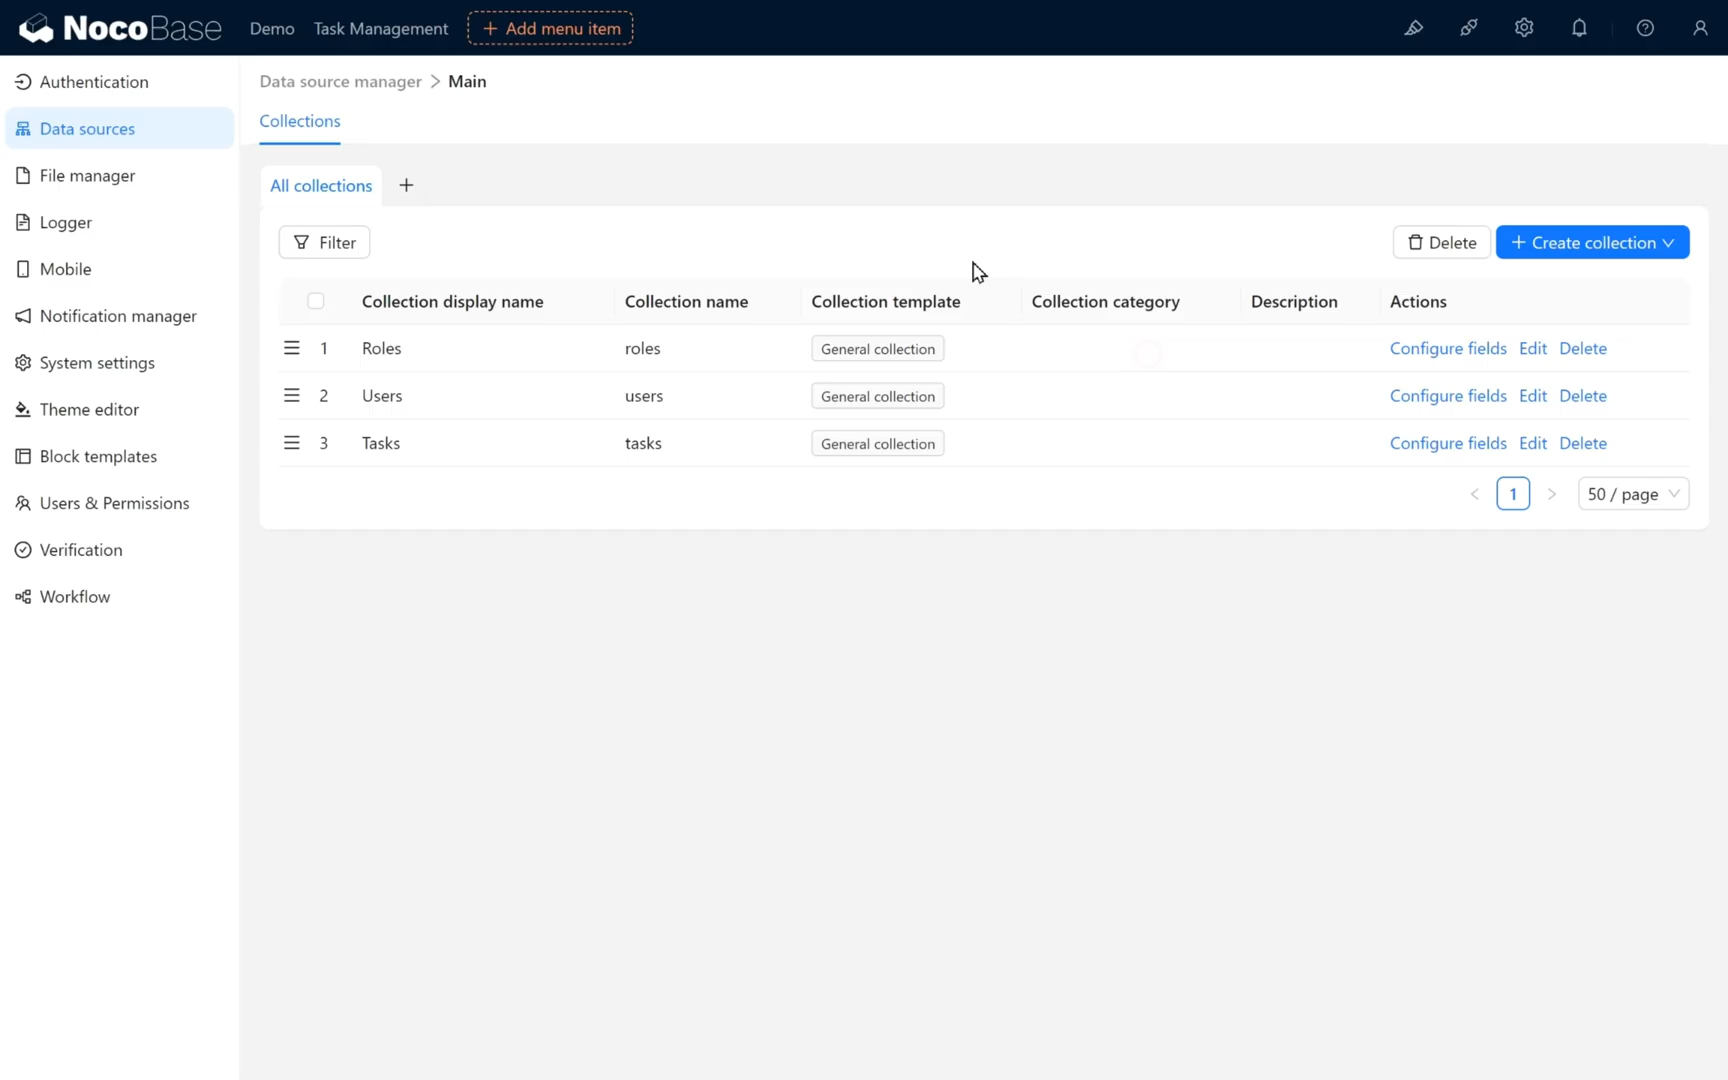 NocoBase Demo Task Management + Add menu item
Authentication
Data sources
File manager
Logger
Mobile
Notification manager
System settings
Theme editor
Block templates
Users & Permissions
Verification
Workflow
Data source manager > Main
Collections
All collections +
Filter Delete + Create collection
Collection display name Collection name Collection template Collection category Description Actions
1 Roles roles General collection Configure fields Edit Delete
2 Users users General collection Configure fields Edit Delete
3 Tasks tasks General collection Configure fields Edit Delete
< 1 > 50 / page